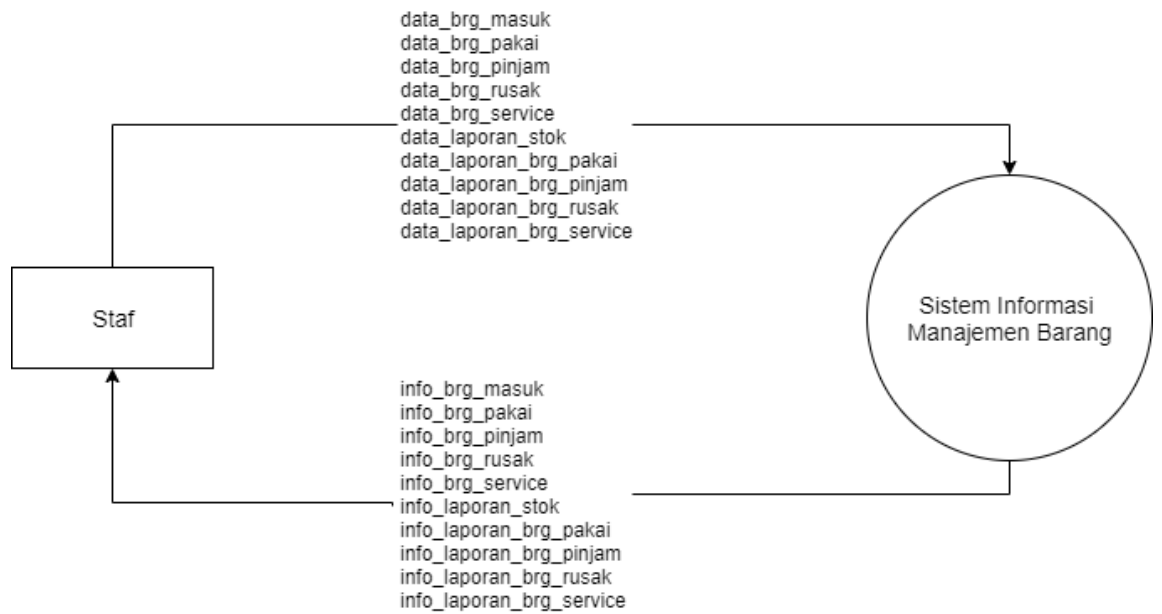 data_brg_masuk
data_brg_pakai
data_brg_pinjam
data_brg_rusak
data_brg_service
data_laporan_stok
data_laporan_brg_pakai
data_laporan_brg_pinjam
data_laporan_brg_rusak
data_laporan_brg_service
Staf
Sistem Informasi
Manajemen Barang
info_brg_masuk
info_brg_pakai
info_brg_pinjam
info_brg_rusak
info_brg_service
info_laporan_stok
info_laporan_brg_pakai
info_laporan_brg_pinjam
info_laporan_brg_rusak
info_laporan_brg_service